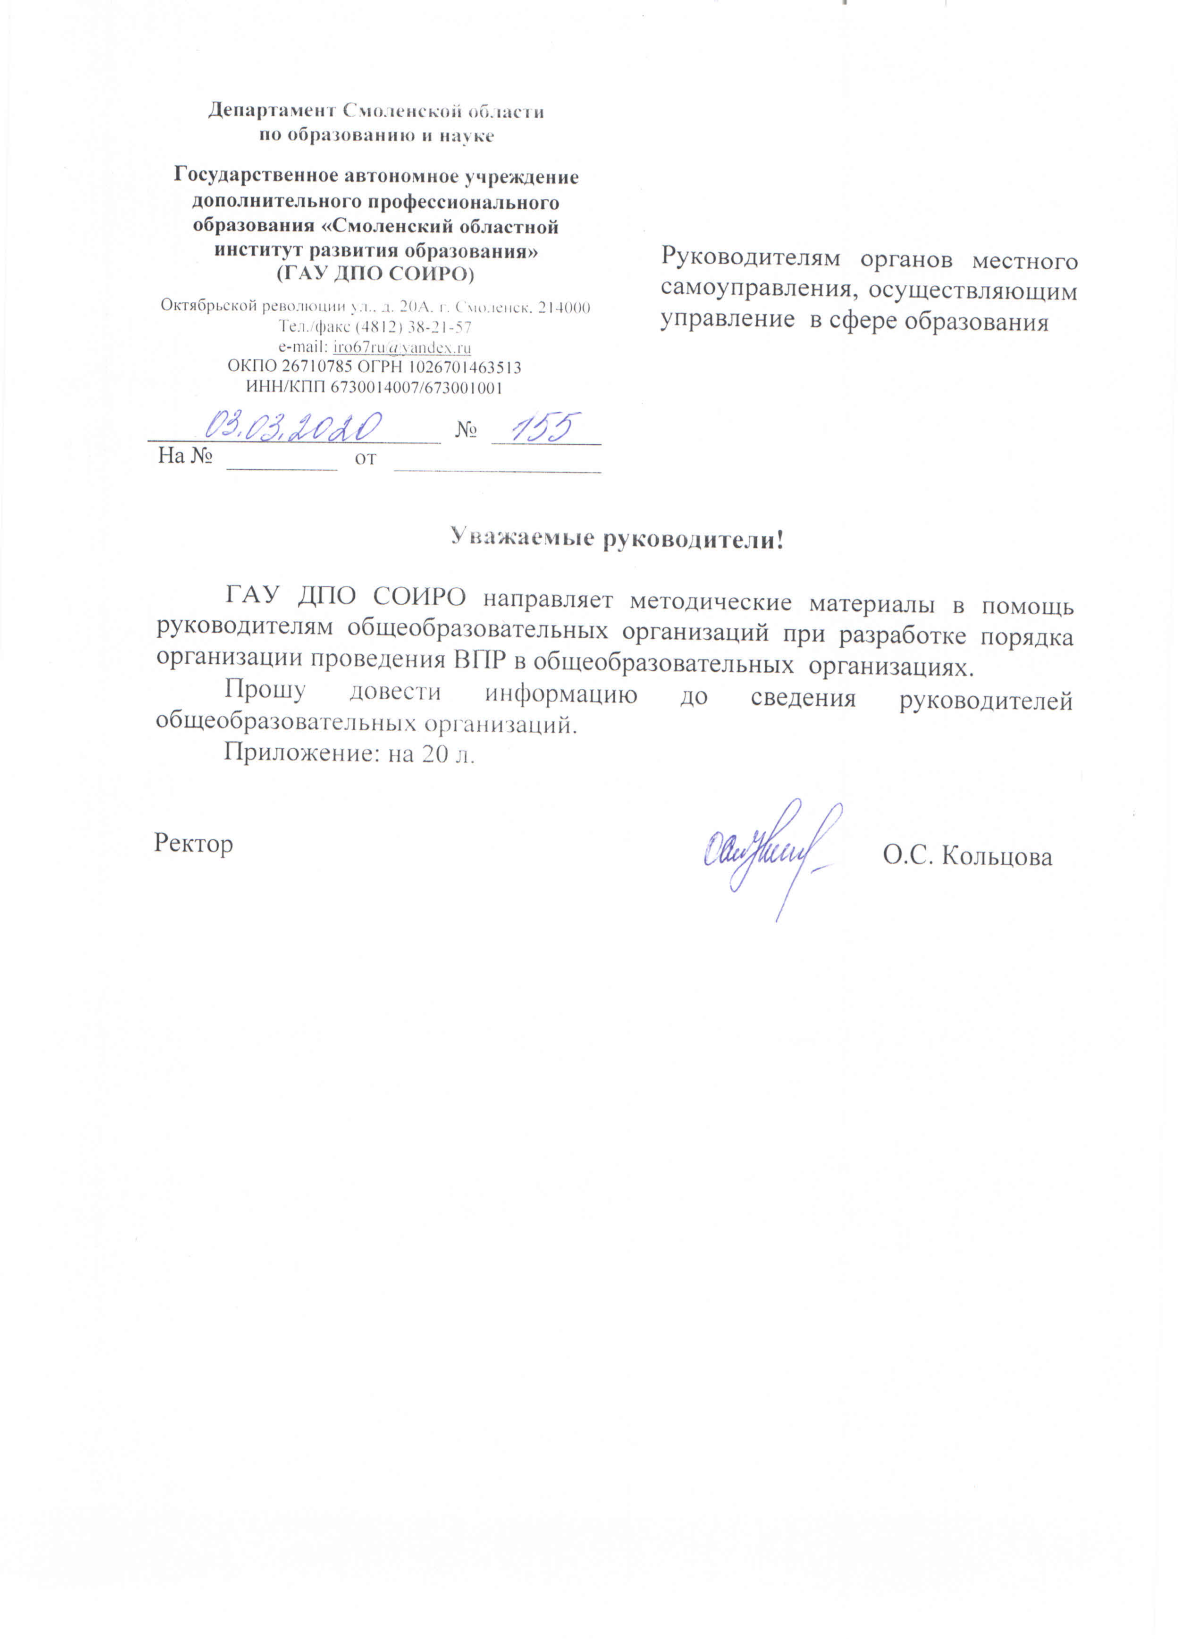 Департамент Смоленской области
по образованию и науке
Государственное автономное учреждение
дополнительного профессионального
образования «Смоленский областной
институт развития образования»
(ГАУ ДПО СОИРО)
Октябрьской революции ул., д. 20А, г. Смоленск, 214000
Тел./факс (4812) 38-21-57
e-mail: iro67ru@yandex.ru
ОКПО 26710785 ОГРН 1026701463513
ИНН/КПП 6730014007/673001001
03.03.2020 № 155
На № от
Руководителям органов местного
самоуправления, осуществляющим
управление в сфере образования
Уважаемые руководители!
ГАУ ДПО СОИРО направляет методические материалы в помощь
руководителям общеобразовательных организаций при разработке порядка
организации проведения ВПР в общеобразовательных организациях.
Прошу довести информацию до сведения руководителей
общеобразовательных организаций.
Приложение: на 20 л.
Ректор О.С. Кольцова